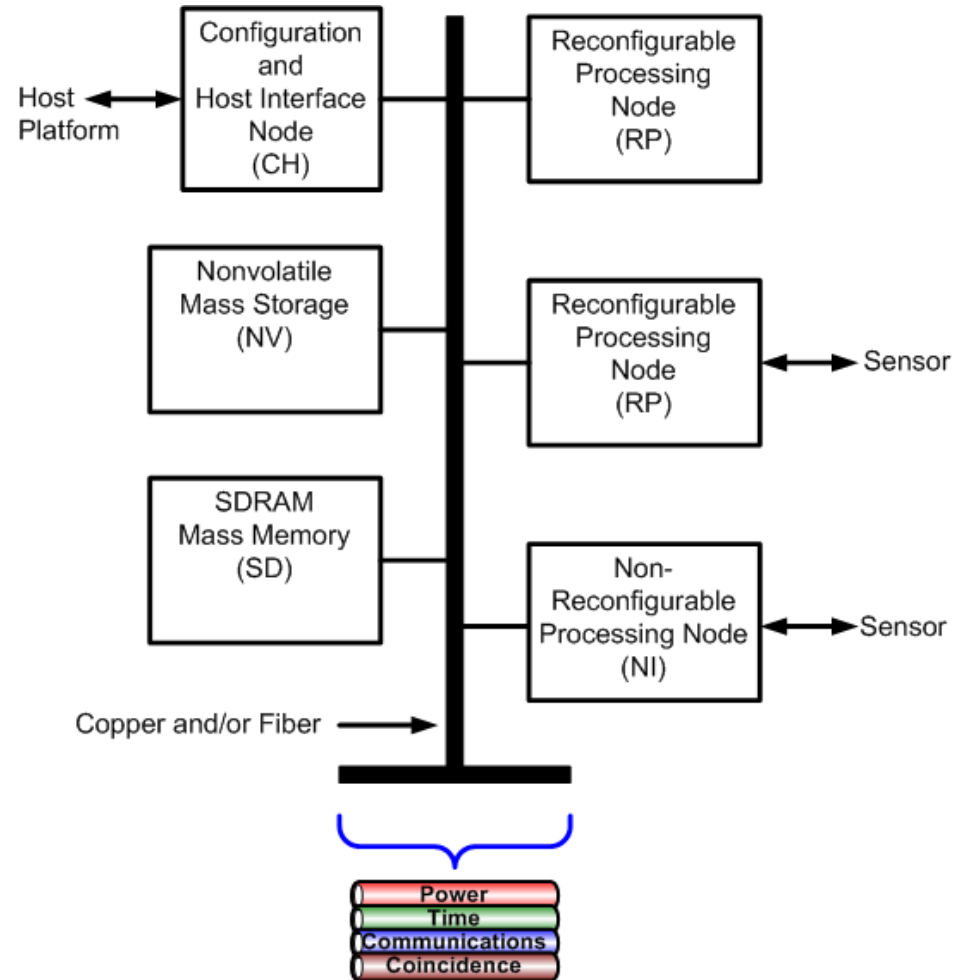 Configuration
and
Host Interface
Node
(CH)
Host
Platform
Reconfigurable
Processing
Node
(RP)
Nonvolatile
Mass Storage
(NV)
Reconfigurable
Processing
Node
(RP)
Sensor
SDRAM
Mass Memory
(SD)
Non-
Reconfigurable
Processing Node
(NI)
Sensor
Copper and/or Fiber
Power
Time
Communications
Coincidence